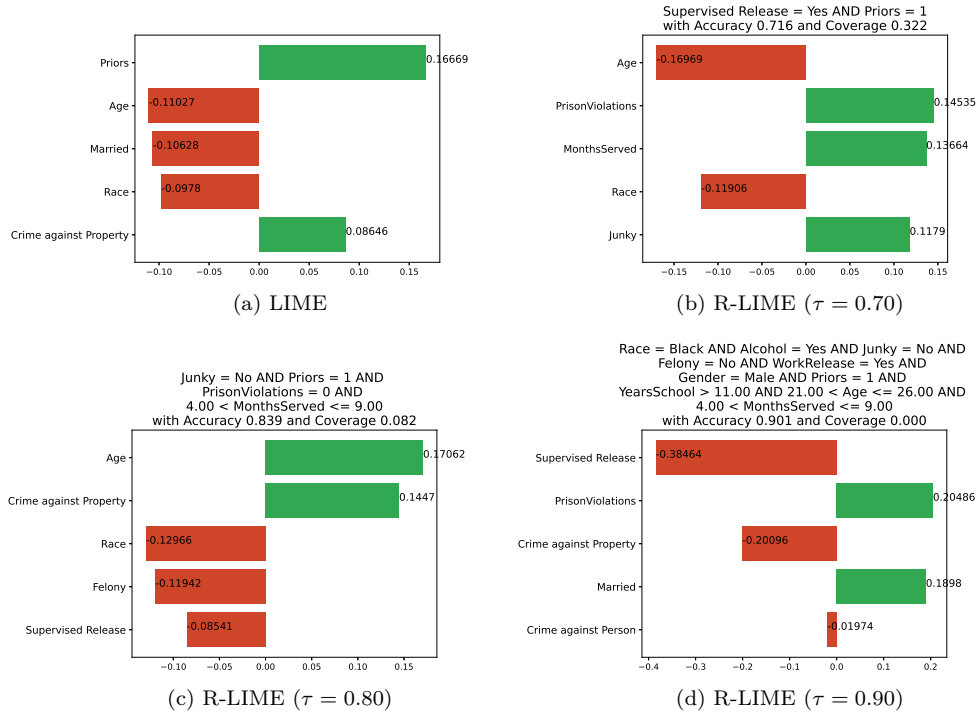 Priors
0.16669
Age
-0.11027
Married
-0.10628
Race
-0.0978
Crime against Property
0.08646
−0.10 −0.05 0.00 0.05 0.10 0.15
(a) LIME
Supervised Release = Yes AND Priors = 1
with Accuracy 0.716 and Coverage 0.322
Age
-0.16969
PrisonViolations
0.14535
MonthsServed
0.13664
Race
-0.11906
Junky
0.1179
−0.15 −0.10 −0.05 0.00 0.05 0.10 0.15
(b) R-LIME (τ = 0.70)
Junky = No AND Priors = 1 AND
PrisonViolations = 0 AND
4.00 < MonthsServed <= 9.00
with Accuracy 0.839 and Coverage 0.082
Age
0.17062
Crime against Property
0.1447
Race
-0.12966
Felony
-0.11942
Supervised Release
-0.08541
−0.10 −0.05 0.00 0.05 0.10 0.15
(c) R-LIME (τ = 0.80)
Race = Black AND Alcohol = Yes AND Junky = No AND
Felony = No AND WorkRelease = Yes AND
Gender = Male AND Priors = 1 AND
YearsSchool > 11.00 AND 21.00 < Age <= 26.00 AND
4.00 < MonthsServed <= 9.00
with Accuracy 0.901 and Coverage 0.000
Supervised Release
-0.38464
PrisonViolations
0.20486
Crime against Property
-0.20096
Married
0.1898
Crime against Person
-0.01974
−0.4 −0.3 −0.2 −0.1 0.0 0.1 0.2
(d) R-LIME (τ = 0.90)